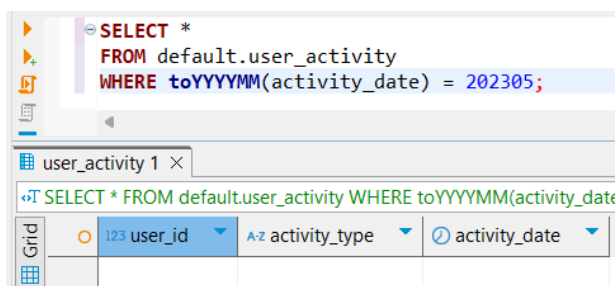 SELECT *
FROM default.user_activity
WHERE toYYYYMM(activity_date) = 202305;
user_activity 1
SELECT * FROM default.user_activity WHERE toYYYYMM(activity_date
Grid
123 user_id A-Z activity_type activity_date